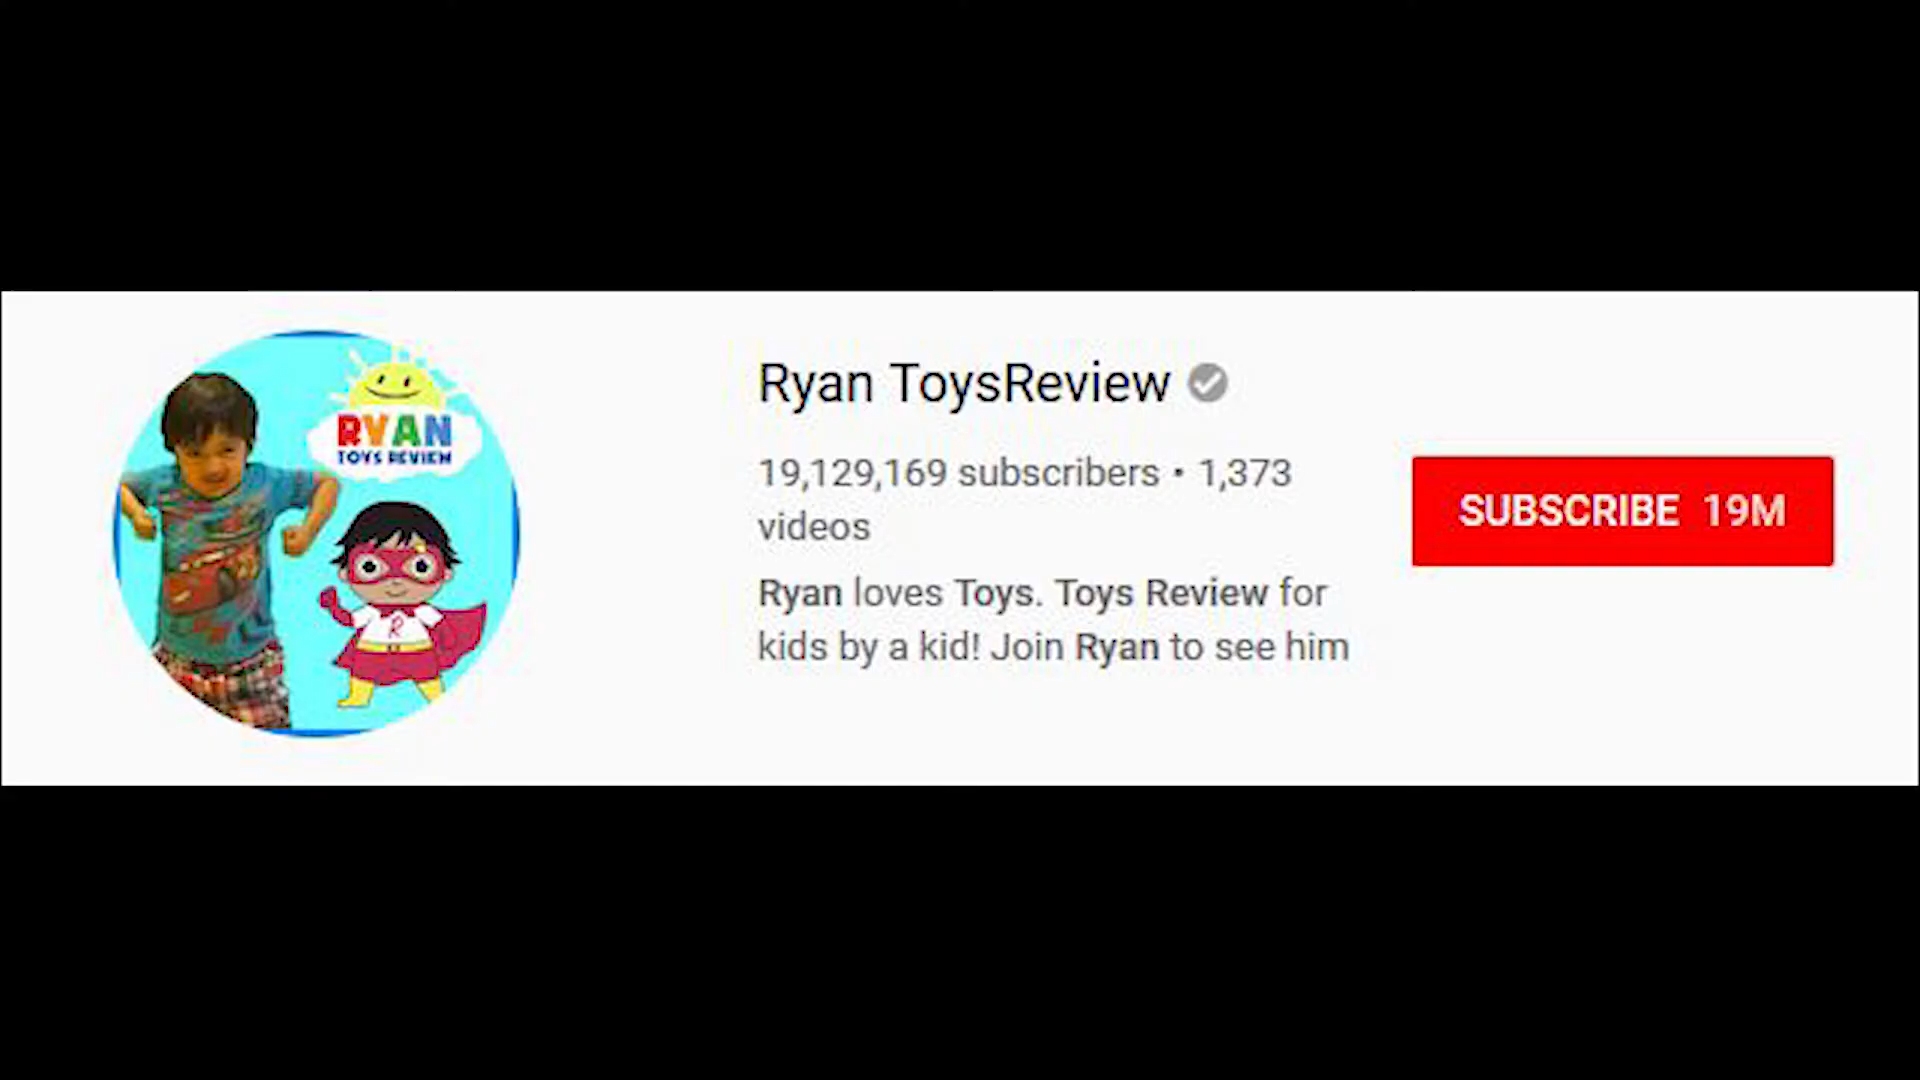 RYAN
TOYS REVIEW
R
Ryan ToysReview
19,129,169 subscribers • 1,373
videos
SUBSCRIBE 19M
Ryan loves Toys. Toys Review for
kids by a kid! Join Ryan to see him